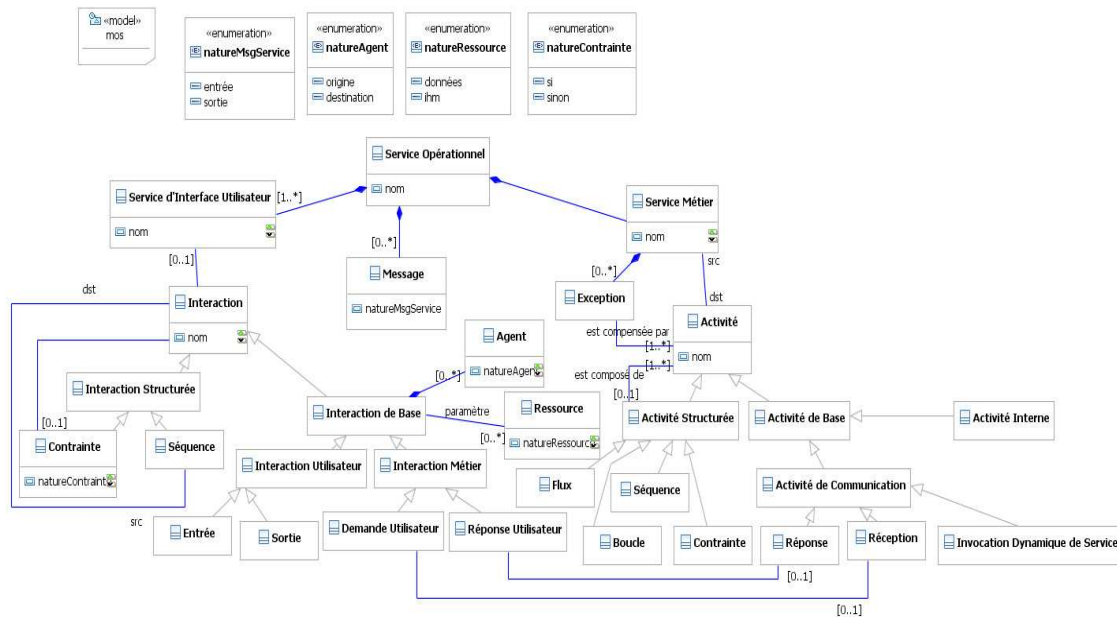 «model»
mos
«enumeration»
natureMsgService
entrée
sortie
«enumeration»
natureAgent
origine
destination
«enumeration»
natureRessource
données
ihm
«enumeration»
natureContrainte
si
sinon
Service Opérationnel
nom
Service d'Interface Utilisateur
nom
[1..*]
Service Métier
nom
[0..*]
Message
natureMsgService
[0..*]
Exception
src
dst
[0..1]
dst
Interaction
nom
Activité
nom
est compensée par
[1..*]
[1..*]
est composé de
[0..1]
Agent
natureAgent
[0..*]
Interaction Structurée
Interaction de Base
paramètre
Ressource
natureRessourc
[0..*]
Activité Structurée
Activité de Base
Activité Interne
[0..1]
Contrainte
natureContraint
Séquence
Interaction Utilisateur
Interaction Métier
Flux
Séquence
Activité de Communication
src
Entrée
Sortie
Demande Utilisateur
Réponse Utilisateur
Boucle
Contrainte
Réponse
Réception
Invocation Dynamique de Service
[0..1]
[0..1]